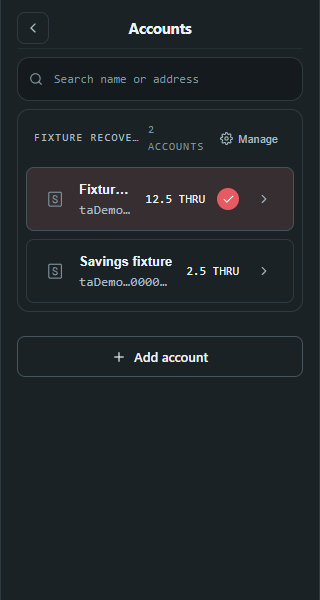 Accounts
Search name or address
FIXTURE RECOVE…
2 ACCOUNTS
Manage
S
Fixtur…
taDemo…
12.5 THRU
S
Savings fixture
taDemo…0000…
2.5 THRU
Add account